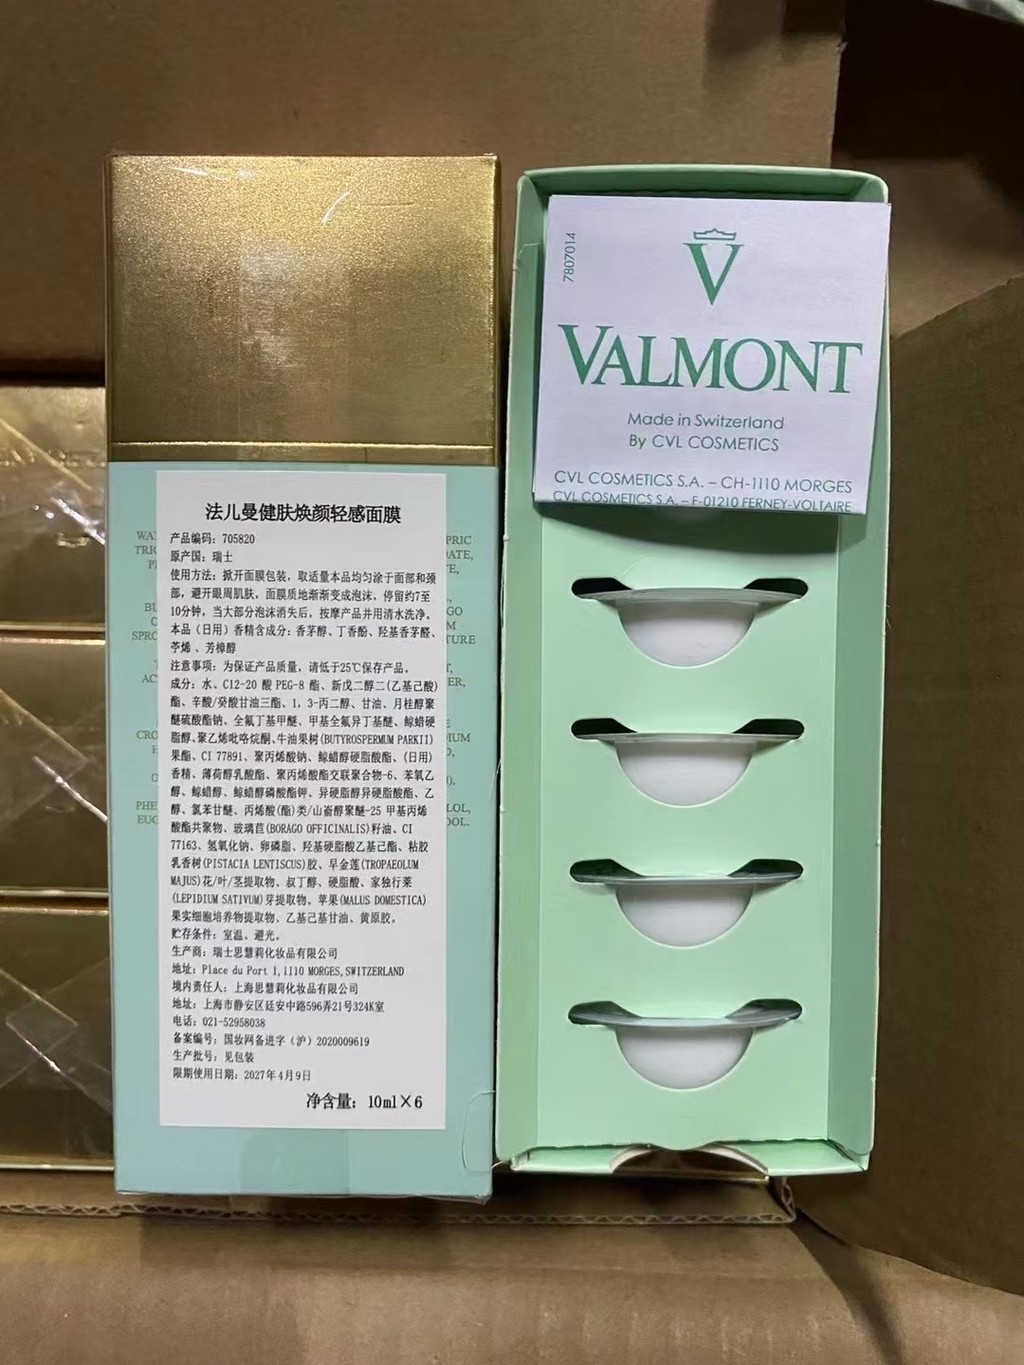 法儿曼健肤焕颜轻感面膜
产品编码：705820
原产国：瑞士
使用方法：掀开面膜包装，取适量本品均匀涂于面部和颈
部，避开眼周肌肤，面膜质地渐渐变成泡沫，停留约7至
10分钟，当大部分泡沫消失后，按摩产品并用清水洗净。
本品（日用）香精含成分：香茅醇、丁香酚、羟基香茅醛、
苧烯 、芳樟醇
注意事项：为保证产品质量，请低于25℃保存产品。
成分：水、C12-20 酸 PEG-8 酯、新戊二醇二(乙基己酸)
酯、辛酸/癸酸甘油三酯、1，3-丙二醇、甘油、月桂醇聚
醚硫酸酯钠、全氟丁基甲醚、甲基全氟异丁基醚、鲸蜡硬
脂醇、聚乙烯吡咯烷酮、牛油果树(BUTYROSPERMUM PARKII)
果酯、CI 77891、聚丙烯酸钠、鲸蜡醇硬脂酸酯、(日用)
香精、薄荷醇乳酸酯、聚丙烯酸酯交联聚合物-6、苯氧乙
醇、鲸蜡醇、鲸蜡醇磷酸酯钾、异硬脂醇异硬脂酸酯、乙
醇、氯苯甘醚、丙烯酸(酯)类/山嵛醇聚醚-25 甲基丙烯
酸酯共聚物、玻璃苣(BORAGO OFFICINALIS)籽油、CI
77163、氢氧化钠、卵磷脂、羟基硬脂酸乙基己酯、粘胶
乳香树(PISTACIA LENTISCUS)胶、旱金莲(TROPAEOLUM
MAJUS)花/叶/茎提取物、叔丁醇、硬脂酸、家独行菜
(LEPIDIUM SATIVUM)芽提取物、苹果(MALUS DOMESTICA)
果实细胞培养物提取物、乙基己基甘油、黄原胶。
贮存条件：室温、避光。
生产商：瑞士思慧莉化妆品有限公司
地址：Place du Port 1,1110 MORGES,SWITZERLAND
境内责任人：上海思慧莉化妆品有限公司
地址：上海市静安区延安中路596弄21号324K室
电话：021-52958038
备案编号：国妆网备进字（沪）2020009619
生产批号：见包装
限期使用日期：2027年4月9日
净含量：10ml×6
7807014
V
VALMONT
Made in Switzerland
By CVL COSMETICS
CVL COSMETICS S.A. – CH-1110 MORGES
CVL COSMETICS S.A. – F-01210 FERNEY-VOLTAIRE